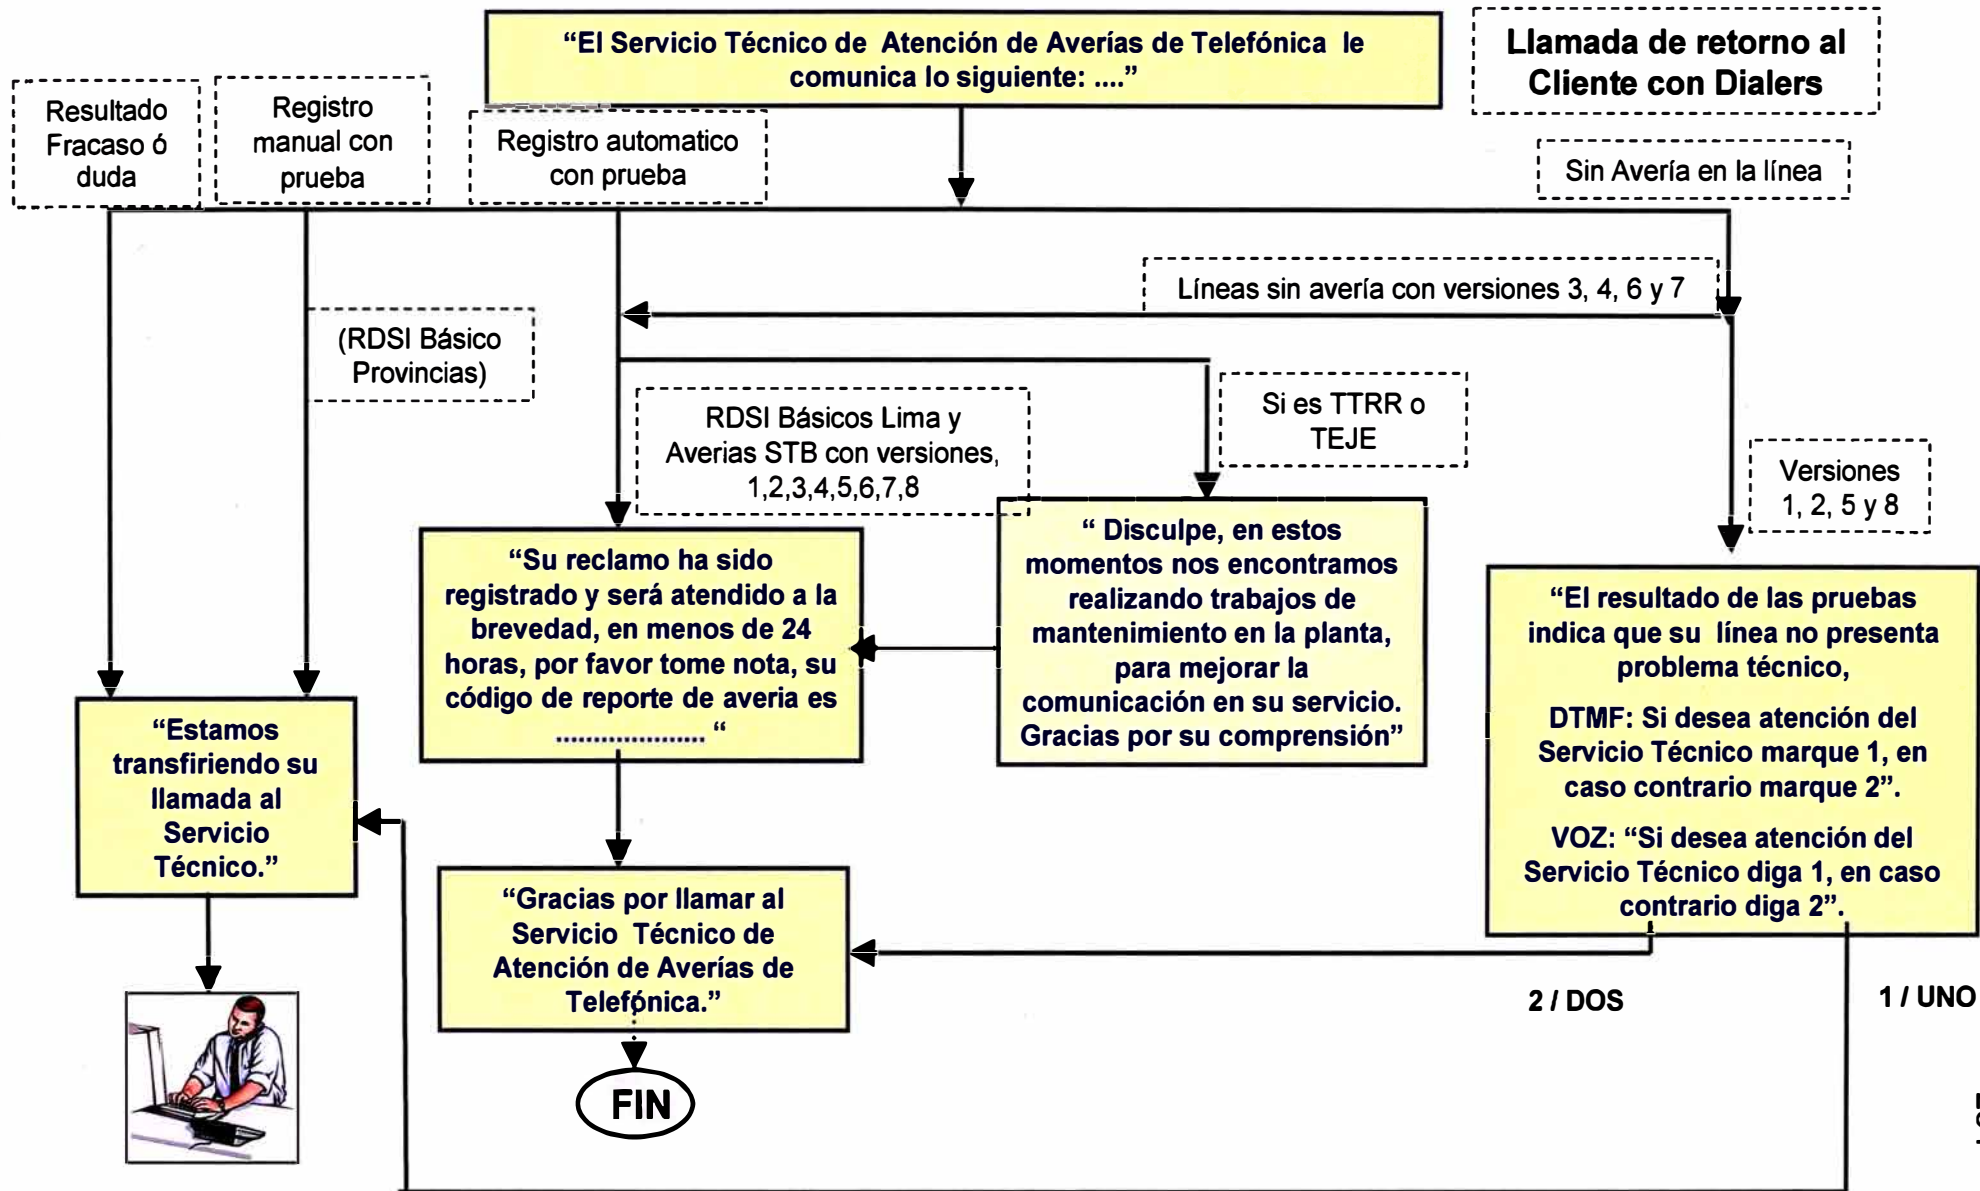 “El Servicio Técnico de Atención de Averías de Telefónica le
comunica lo siguiente: ....”
Llamada de retorno al
Cliente con Dialers
Resultado
Fracaso ó
duda
Registro
manual con
prueba
Registro automatico
con prueba
Sin Avería en la línea
Líneas sin avería con versiones 3, 4, 6 y 7
(RDSI Básico
Provincias)
RDSI Básicos Lima y
Averias STB con versiones,
1,2,3,4,5,6,7,8
Si es TTRR o
TEJE
Versiones
1, 2, 5 y 8
“Su reclamo ha sido
registrado y será atendido a la
brevedad, en menos de 24
horas, por favor tome nota, su
código de reporte de averia es
................... “
“ Disculpe, en estos
momentos nos encontramos
realizando trabajos de
mantenimiento en la planta,
para mejorar la
comunicación en su servicio.
Gracias por su comprensión”
“El resultado de las pruebas
indica que su línea no presenta
problema técnico,
DTMF: Si desea atención del
Servicio Técnico marque 1, en
caso contrario marque 2”.
VOZ: “Si desea atención del
Servicio Técnico diga 1, en caso
contrario diga 2”.
“Estamos
transfiriendo su
llamada al
Servicio
Técnico.”
“Gracias por llamar al
Servicio Técnico de
Atención de Averías de
Telefónica.”
2 / DOS
1 / UNO
FIN